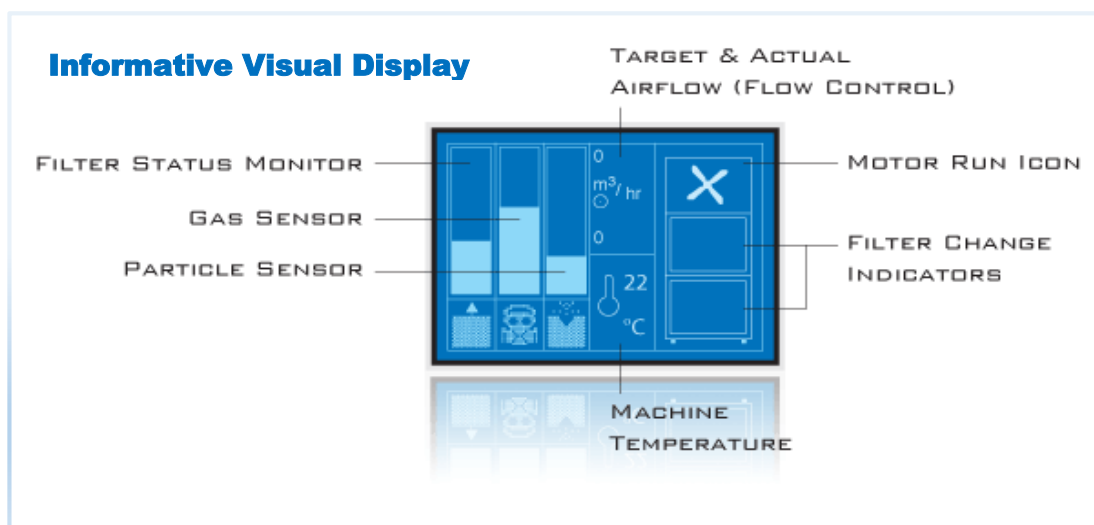 Informative Visual Display
TARGET & ACTUAL
AIRFLOW (FLOW CONTROL)
FILTER STATUS MONITOR
GAS SENSOR
PARTICLE SENSOR
0
m³/ hr
0
22
°C
MOTOR RUN ICON
FILTER CHANGE
INDICATORS
MACHINE
TEMPERATURE